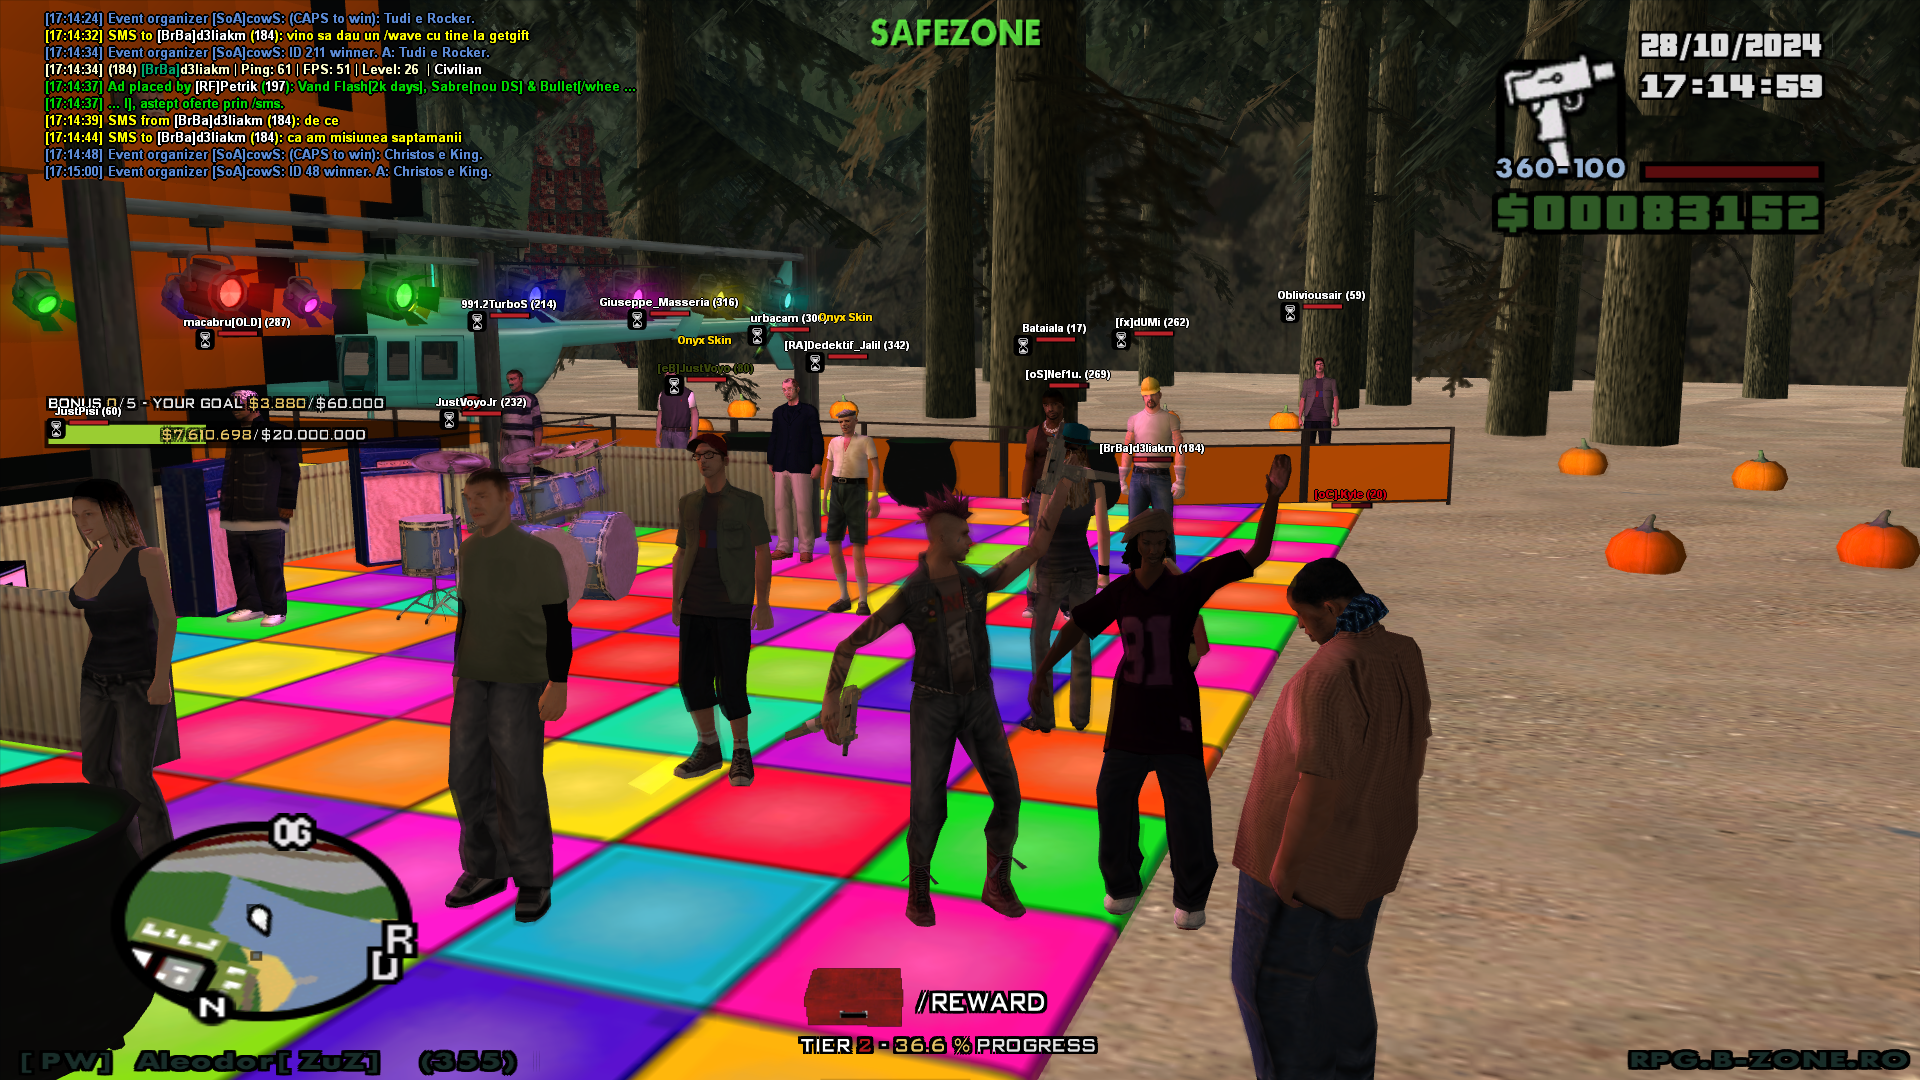 [17:14:24] Event organizer [SoA]cowS: (CAPS to win): Tudi e Rocker.
[17:14:32] SMS to [BrBa]d3liakm (184): vino sa dau un /wave cu tine la getgift
[17:14:34] Event organizer [SoA]cowS: ID 211 winner. A: Tudi e Rocker.
[17:14:34] (184) [BrBa]d3liakm | Ping: 61 | FPS: 51 | Level: 26 | Civilian
[17:14:37] Ad placed by [RF]Petrik (197): Vand Flash[2k days], Sabre[nou DS] & Bullet[/whee ...
[17:14:37] ... l], astept oferte prin /sms.
[17:14:39] SMS from [BrBa]d3liakm (184): de ce
[17:14:44] SMS to [BrBa]d3liakm (184): ca am misiunea saptamanii
[17:14:48] Event organizer [SoA]cowS: (CAPS to win): Christos e King.
[17:15:00] Event organizer [SoA]cowS: ID 48 winner. A: Christos e King.
SAFEZONE
28/10/2024
17:14:59
360-100
$00083152
Obliviousair (59)
991.2TurboS (214)
Giuseppe_Masseria (316)
macabru[OLD] (287)
urbacam
Onyx Skin
Bataiala (17)
[fx]dUMi (262)
Onyx Skin
[RA]Dedektif_Jalil (342)
[eB]JustVoyo
[oS]Nef1u. (269)
BONUS 0/5 - YOUR GOAL $3.880/$60.000
JustPisi (60)
JustVoyoJr (232)
$7.610.698/$20.000.000
[BrBa]d3liakm (184)
[oC].Kyle (20)
31
OG
R
U
N
/REWARD
TIER 2 - 36.6 % PROGRESS
[PW] Aleodor[ZuZ] (355)
RPG.B-ZONE.RO